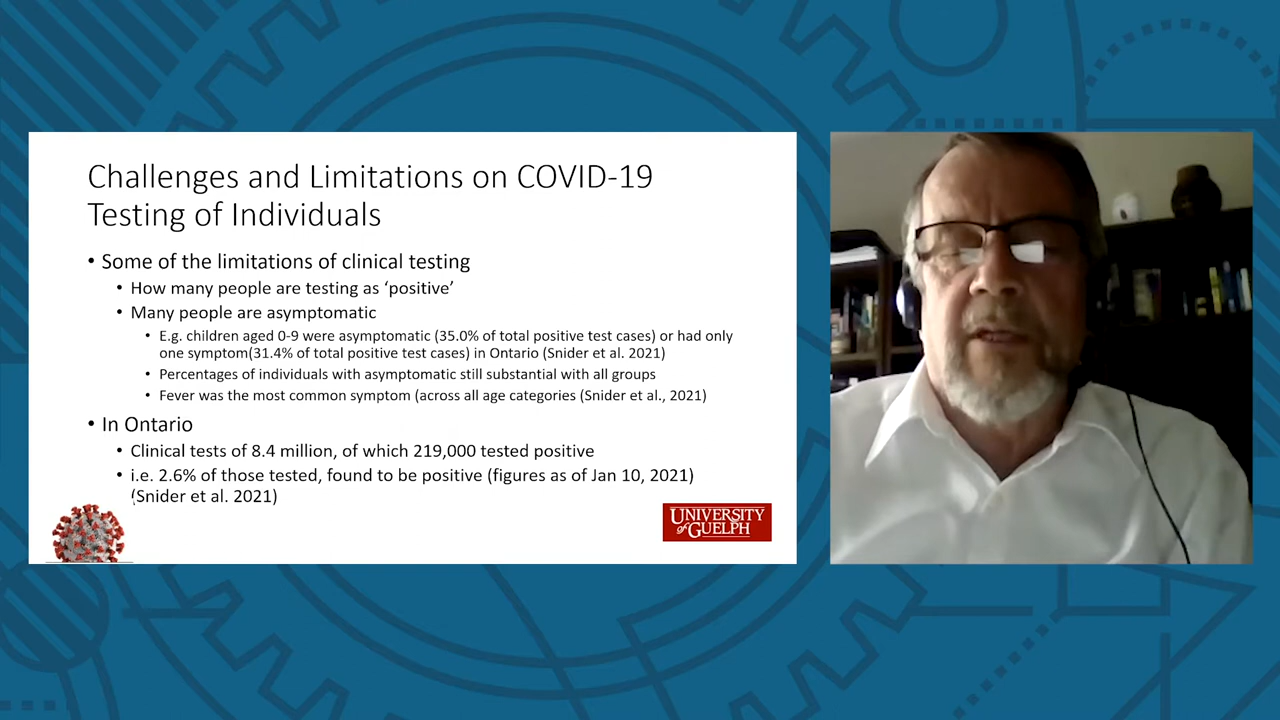 Challenges and Limitations on COVID-19
Testing of Individuals
• Some of the limitations of clinical testing
• How many people are testing as ‘positive’
• Many people are asymptomatic
• E.g. children aged 0-9 were asymptomatic (35.0% of total positive test cases) or had only
one symptom(31.4% of total positive test cases) in Ontario (Snider et al. 2021)
• Percentages of individuals with asymptomatic still substantial with all groups
• Fever was the most common symptom (across all age categories (Snider et al., 2021)
• In Ontario
• Clinical tests of 8.4 million, of which 219,000 tested positive
• i.e. 2.6% of those tested, found to be positive (figures as of Jan 10, 2021)
(Snider et al. 2021)
UNIVERSITY
of GUELPH